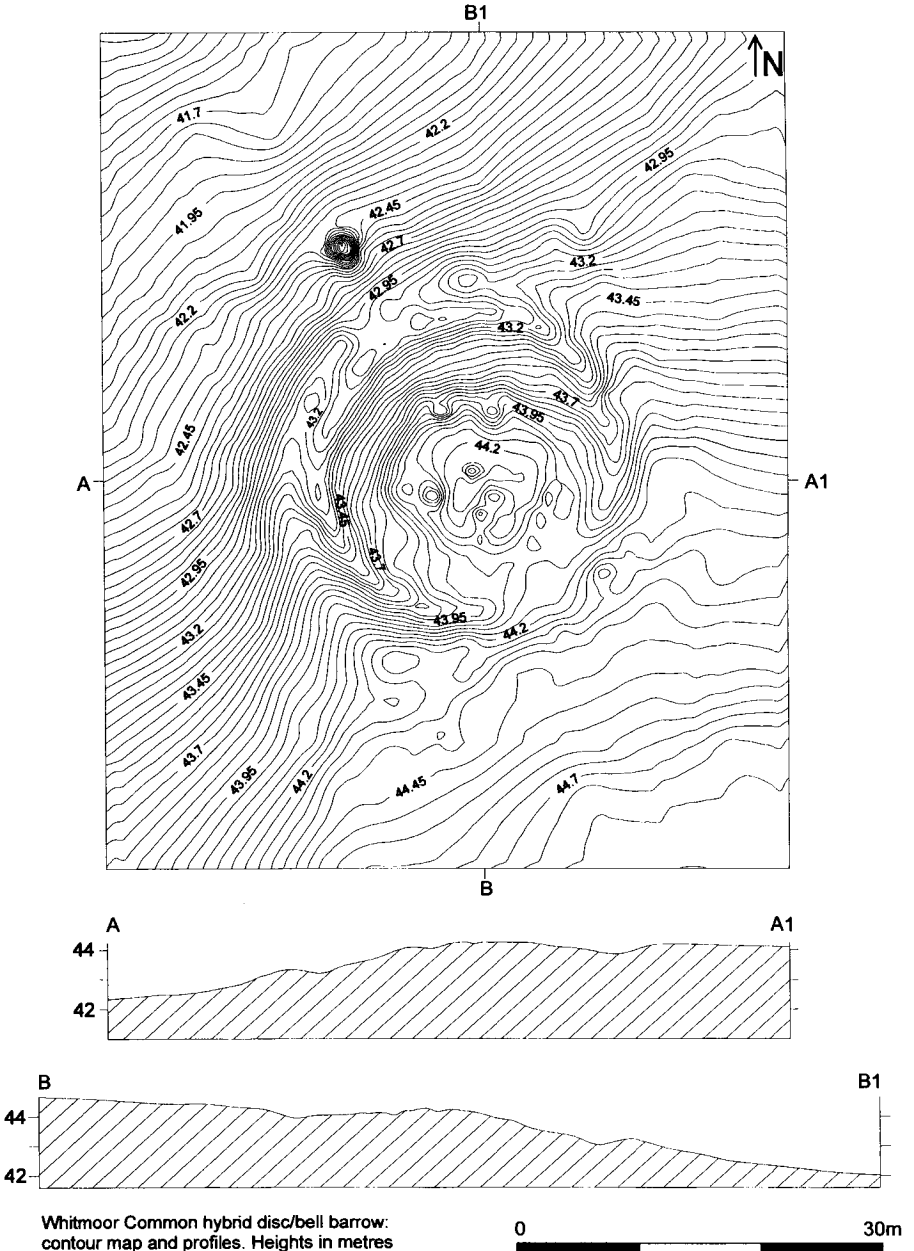 B1
N
41.7
42.2
42.95
41.95
42.45
42.7
43.2
42.95
43.45
42.2
43.2
43.2
43.7
43.95
42.45
44.2
A
A1
43.45
42.7
43.7
42.95
43.95
44.2
43.2
43.45
43.7
43.95
44.2
44.45
44.7
B
A
A1
44
42
B
B1
44
42
Whitmoor Common hybrid disc/bell barrow:
contour map and profiles. Heights in metres
0
30m